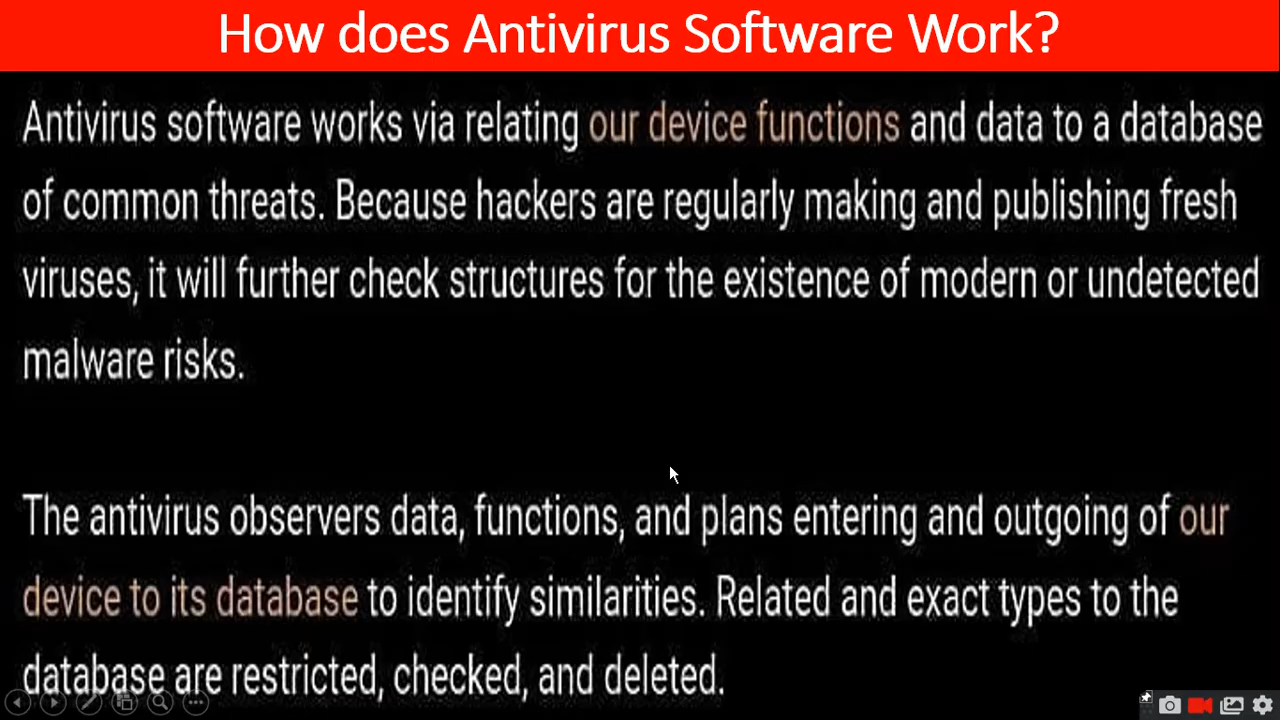 How does Antivirus Software Work?
Antivirus software works via relating our device functions and data to a database
of common threats. Because hackers are regularly making and publishing fresh
viruses, it will further check structures for the existence of modern or undetected
malware risks.
The antivirus observers data, functions, and plans entering and outgoing of our
device to its database to identify similarities. Related and exact types to the
database are restricted, checked, and deleted.